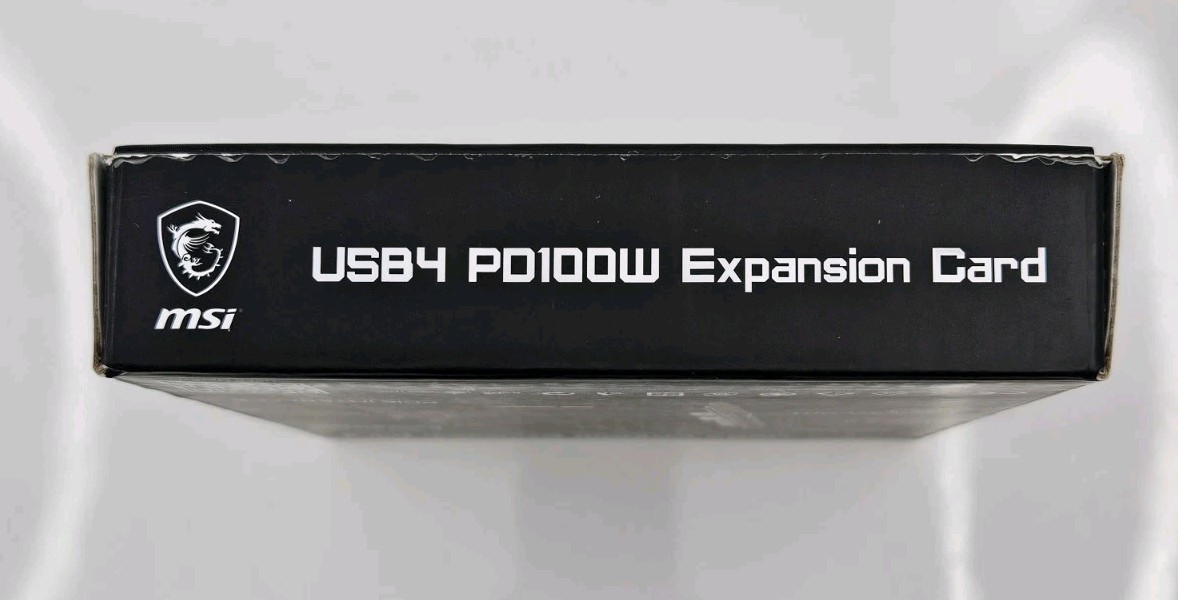 USB4 PD100W Expansion Card
msi